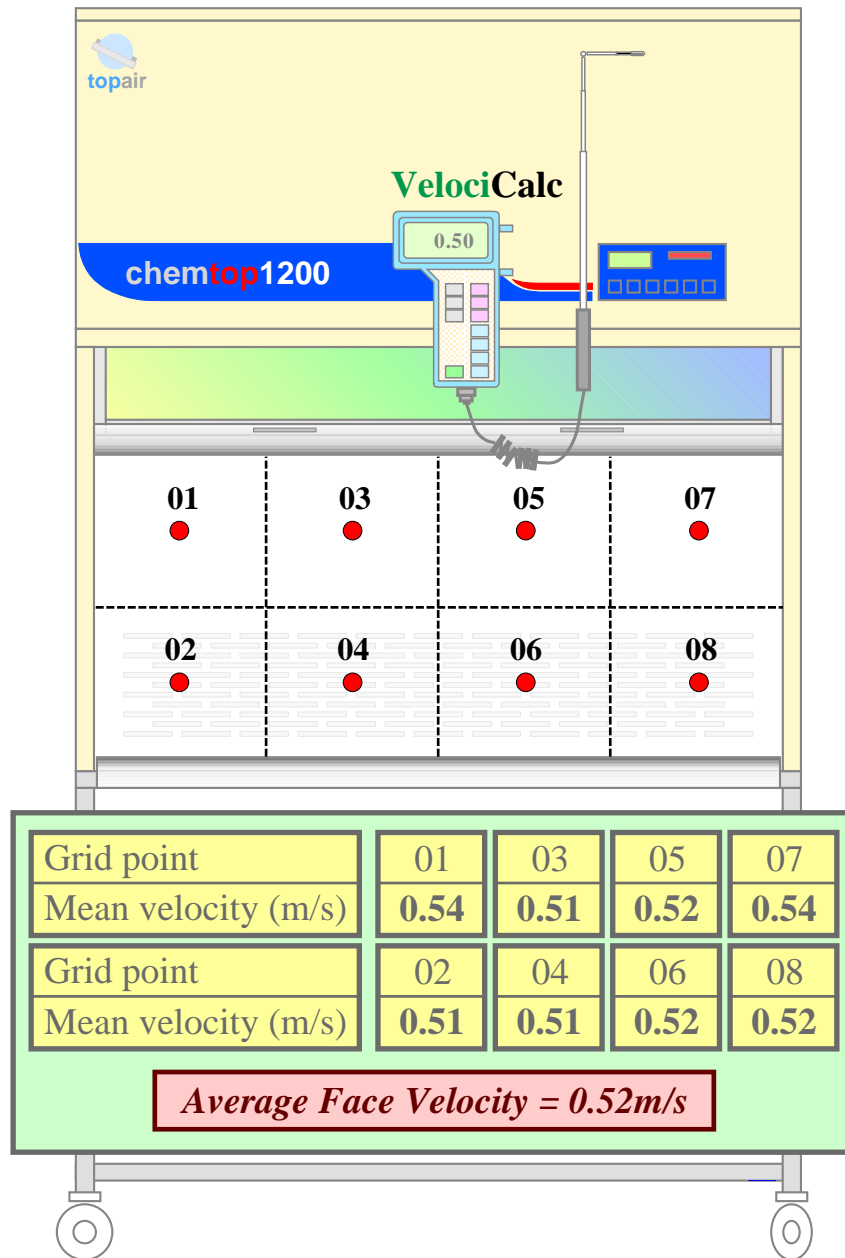 topair
VelociCalc
0.50
chemtop1200
01 03 05 07
02 04 06 08
Grid point 01 03 05 07
Mean velocity (m/s) 0.54 0.51 0.52 0.54
Grid point 02 04 06 08
Mean velocity (m/s) 0.51 0.51 0.52 0.52
Average Face Velocity = 0.52m/s